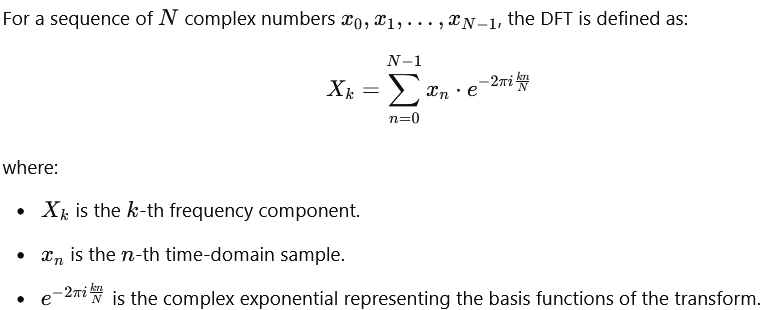 For a sequence of $N$ complex numbers $x_0, x_1, \ldots, x_{N-1}$, the DFT is defined as:
$$X_k = \sum_{n=0}^{N-1} x_n \cdot e^{-2\pi i \frac{kn}{N}}$$
where:
• $X_k$ is the $k$-th frequency component.
• $x_n$ is the $n$-th time-domain sample.
• $e^{-2\pi i \frac{kn}{N}}$ is the complex exponential representing the basis functions of the transform.